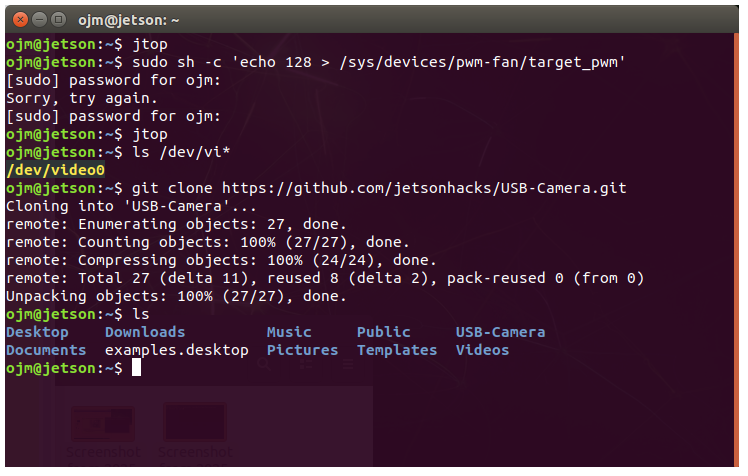 ojm@jetson: ~
ojm@jetson:~$ jtop
ojm@jetson:~$ sudo sh -c 'echo 128 > /sys/devices/pwm-fan/target_pwm'
[sudo] password for ojm:
Sorry, try again.
[sudo] password for ojm:
ojm@jetson:~$ jtop
ojm@jetson:~$ ls /dev/vi*
/dev/video0
ojm@jetson:~$ git clone https://github.com/jetsonhacks/USB-Camera.git
Cloning into 'USB-Camera'...
remote: Enumerating objects: 27, done.
remote: Counting objects: 100% (27/27), done.
remote: Compressing objects: 100% (24/24), done.
remote: Total 27 (delta 11), reused 8 (delta 2), pack-reused 0 (from 0)
Unpacking objects: 100% (27/27), done.
ojm@jetson:~$ ls
Desktop    Downloads         Music     Public     USB-Camera
Documents  examples.desktop  Pictures  Templates  Videos
ojm@jetson:~$
Screenshot Screenshot